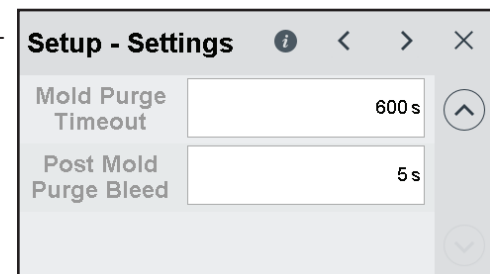 Setup - Settings
Mold Purge
Timeout
600 s
Post Mold
Purge Bleed
5 s